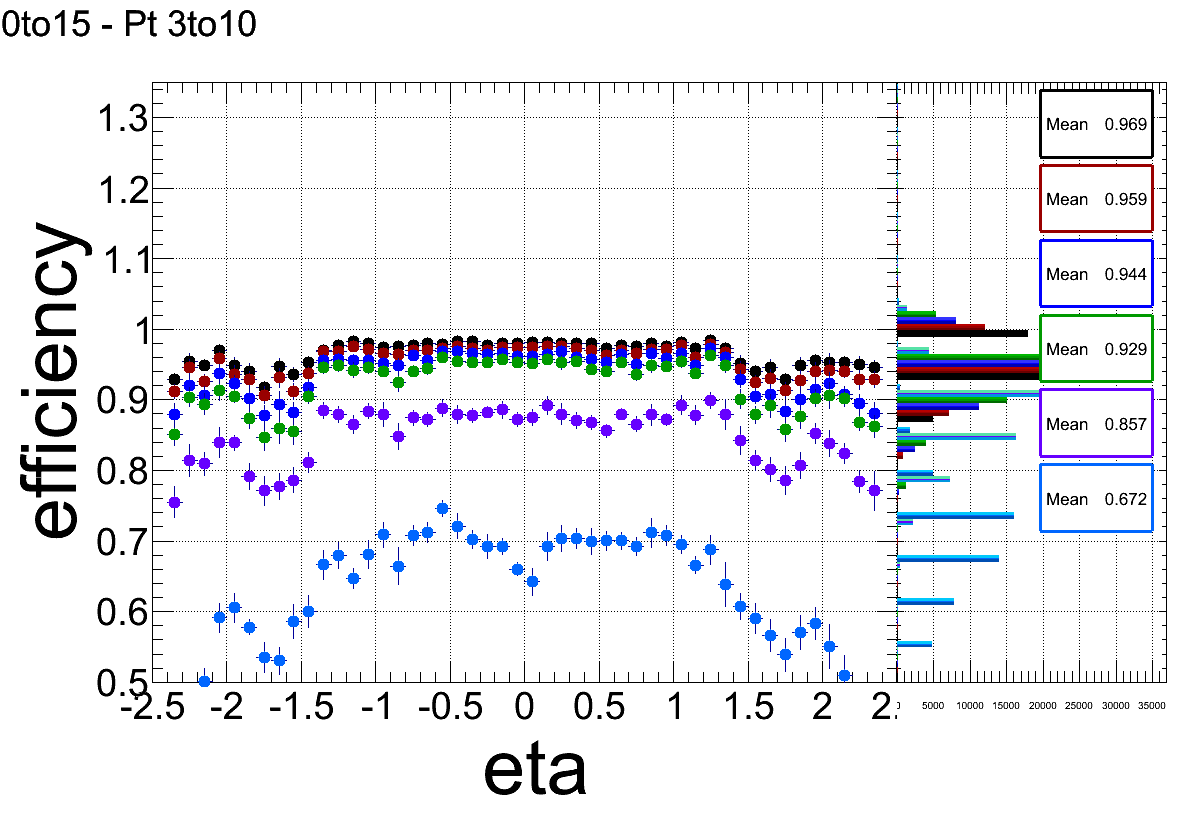 0to15 - Pt 3to10
efficiency
1.3
1.2
1.1
1
0.9
0.8
0.7
0.6
0.5
-2.5 -2 -1.5 -1 -0.5 0 0.5 1 1.5 2 2.
eta
Mean 0.969
Mean 0.959
Mean 0.944
Mean 0.929
Mean 0.857
Mean 0.672
5000 10000 15000 20000 25000 30000 35000